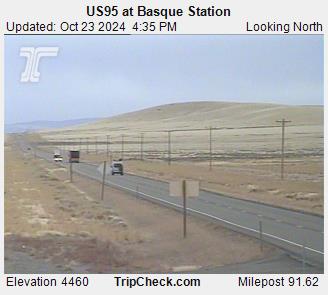 US95 at Basque Station
Updated: Oct 23 2024 4:35 PM Looking North
Elevation 4460 TripCheck.com Milepost 91.62